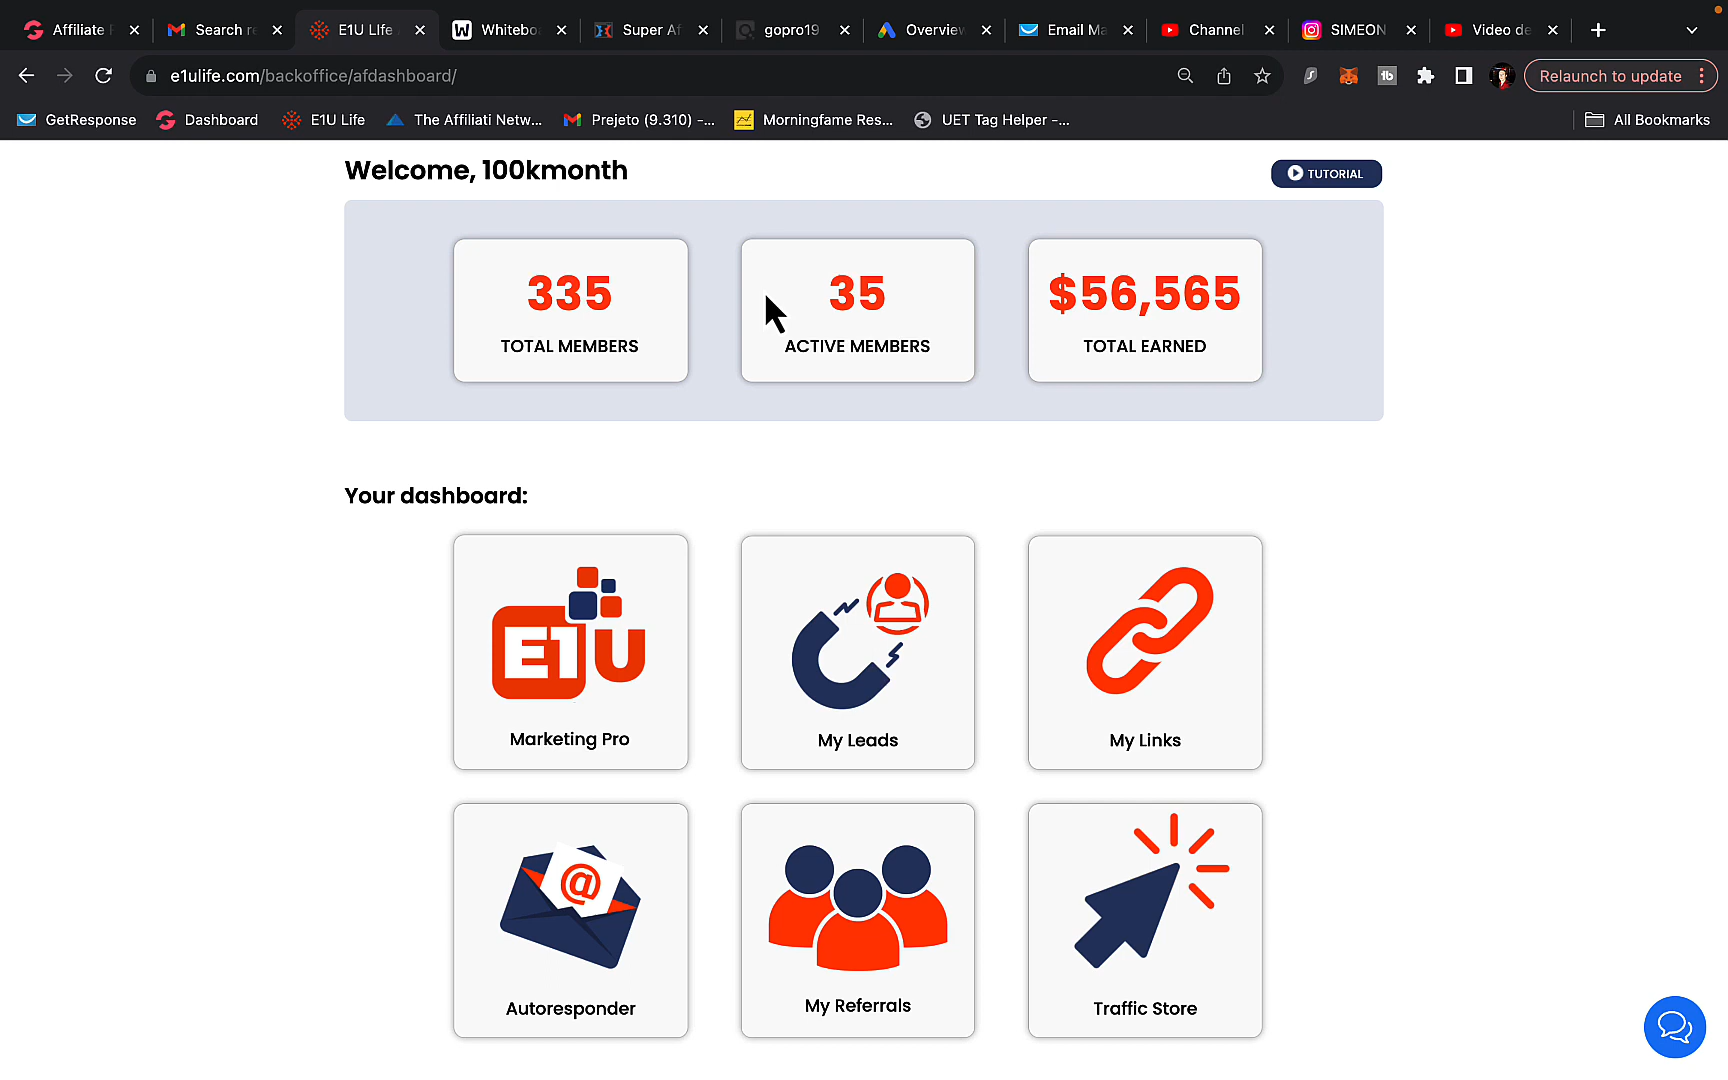 Affiliate
Search re
E1U LIfe
Whitebo
Super Af
gopro19
Overview
Email Ma
Channel
SIMEON
Video de
e1ulife.com/backoffice/afdashboard/
Relaunch to update
GetResponse
Dashboard
E1U Life
The Affiliati Netw...
Prejeto (9.310) -...
Morningfame Res...
UET Tag Helper -...
All Bookmarks
Welcome, 100kmonth
TUTORIAL
335
35
$56,565
TOTAL MEMBERS
ACTIVE MEMBERS
TOTAL EARNED
Your dashboard:
E1U
Marketing Pro
My Leads
My Links
@
Autoresponder
My Referrals
Traffic Store